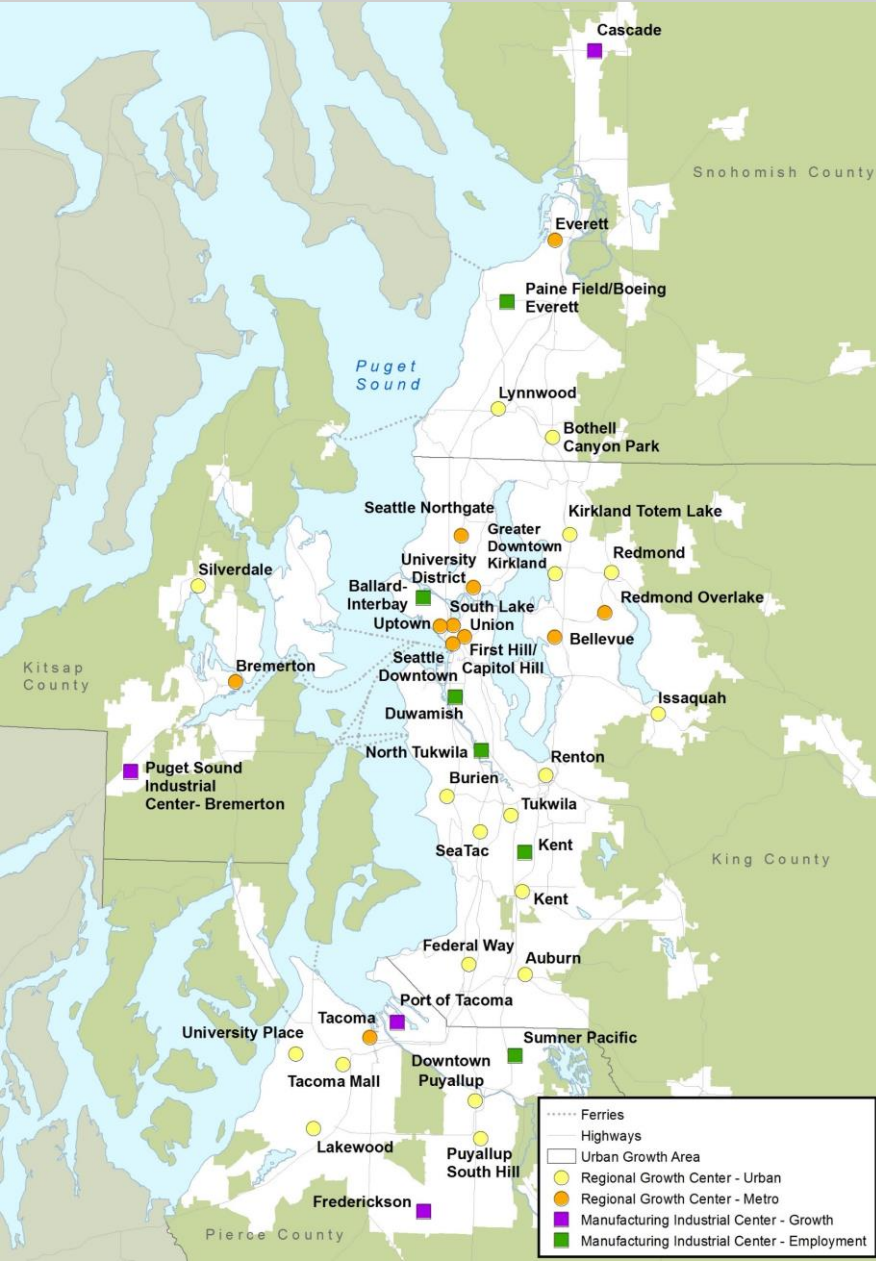 Cascade
Snohomish County
Everett
Paine Field/Boeing
Everett
Puget
Sound
Lynnwood
Bothell
Canyon Park
Seattle Northgate
Greater
Downtown
Kirkland
Kirkland Totem Lake
University
District
Redmond
Silverdale
Ballard-
Interbay
South Lake
Union
Redmond Overlake
Uptown
Bellevue
First Hill/
Capitol Hill
Seattle
Downtown
Kitsap
County
Bremerton
Issaquah
Duwamish
North Tukwila
Renton
Puget Sound
Industrial
Center- Bremerton
Burien
Tukwila
SeaTac
Kent
King County
Kent
Federal Way
Auburn
Port of Tacoma
Tacoma
University Place
Sumner Pacific
Downtown
Puyallup
Tacoma Mall
Lakewood
Puyallup
South Hill
Frederickson
Pierce County
Ferries
Highways
Urban Growth Area
Regional Growth Center - Urban
Regional Growth Center - Metro
Manufacturing Industrial Center - Growth
Manufacturing Industrial Center - Employment